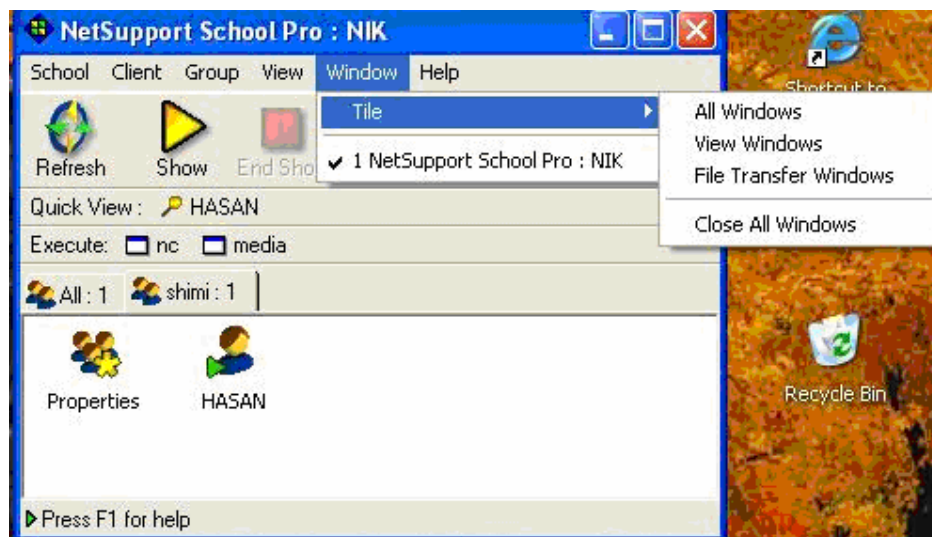 NetSupport School Pro : NIK
School Client Group View Window Help
Shortcut to
Tile
All Windows
View Windows
File Transfer Windows
Close All Windows
1 NetSupport School Pro : NIK
Refresh Show End Sho
Quick View : HASAN
Execute: nc media
All : 1 shimi : 1
Properties HASAN
Recycle Bin
Press F1 for help